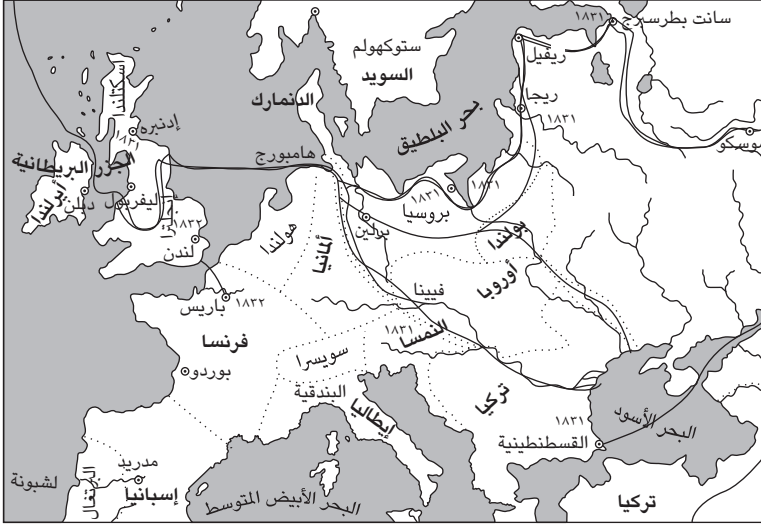 سانت بطرسبرج
١٨٣١
ريفيل
ستوكهولم
السويد
ريجا
١٨٣١
موسكو
الدنمارك
بحر البلطيق
اسكتلندا
إدنبره
١٨٣١
هامبورج
الجزر البريطانية
أيرلندا
دبلن
ليفربول
إنجلترا
١٨٣٢
لندن
١٨٣١
١٨٣١
بروسيا
برلين
بولندا
هولندا
ألمانيا
أوروبا
فيينا
١٨٣١
النمسا
باريس
١٨٣٢
فرنسا
سويسرا
بوردو
البندقية
إيطاليا
تركيا
١٨٣١
القسطنطينية
البحر الأسود
مدريد
لشبونة
البرتغال
إسبانيا
البحر الأبيض المتوسط
تركيا